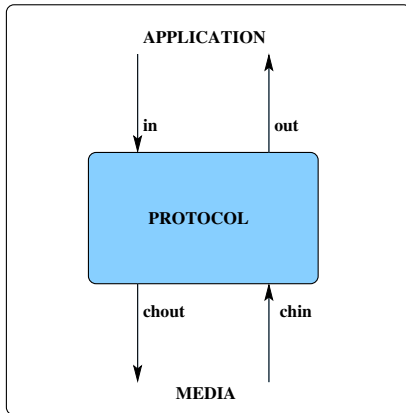 APPLICATION
in out
PROTOCOL
chout chin
MEDIA